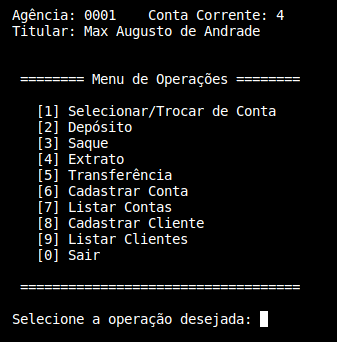 Agência: 0001    Conta Corrente: 4
Titular: Max Augusto de Andrade
======== Menu de Operações ========
[1] Selecionar/Trocar de Conta
[2] Depósito
[3] Saque
[4] Extrato
[5] Transferência
[6] Cadastrar Conta
[7] Listar Contas
[8] Cadastrar Cliente
[9] Listar Clientes
[0] Sair
===================================
Selecione a operação desejada: